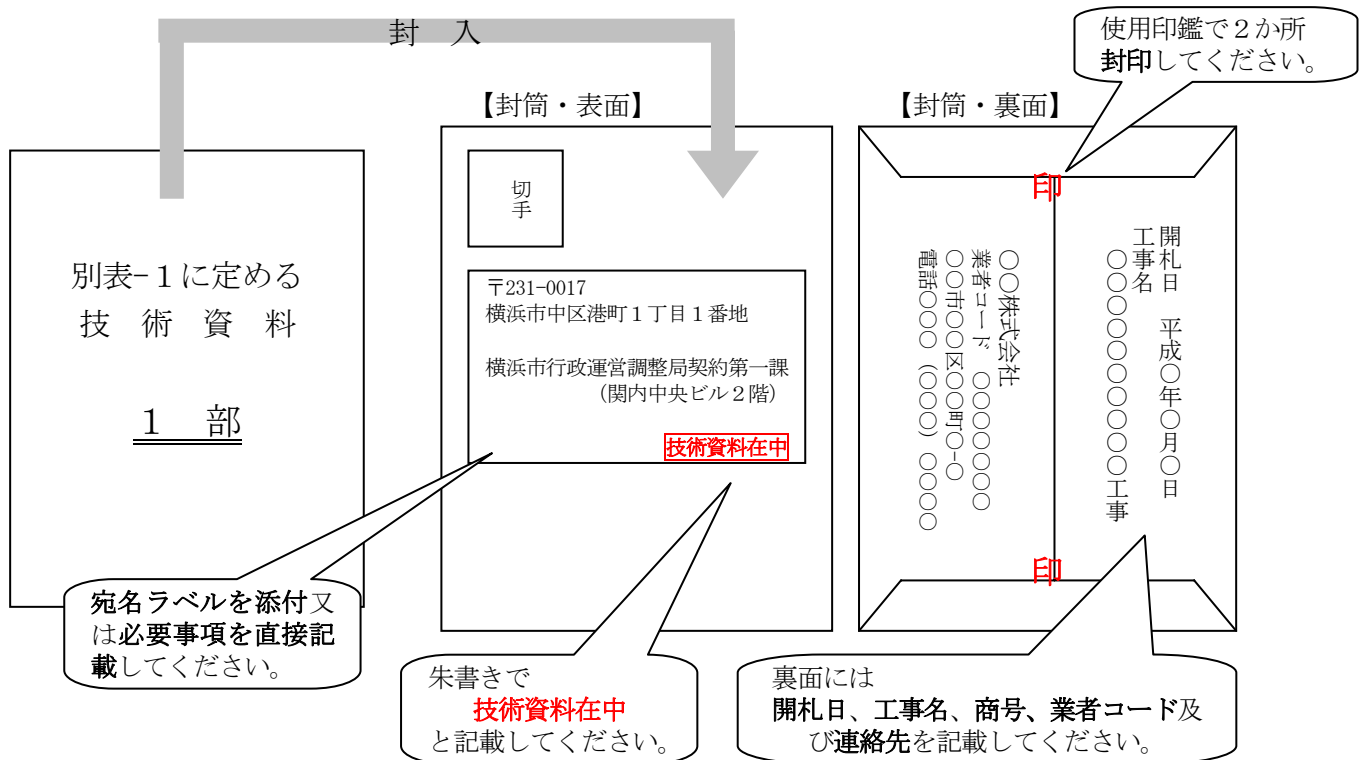 封　入
使用印鑑で２か所
封印してください。
【封筒・表面】
【封筒・裏面】
別表-１に定める
技　術　資　料
１　部
切手
〒231-0017
横浜市中区港町１丁目１番地
横浜市行政運営調整局契約第一課
(関内中央ビル２階)
技術資料在中
印
開札日　平成○年○月○日
工事名
○○○○○○○○○○工事
○○株式会社
業者コード　○○○○○○○
○○市○○区○○町○-○
電話○○○（○○○）○○○○
印
宛名ラベルを添付又
は必要事項を直接記
載してください。
朱書きで
技術資料在中
と記載してください。
裏面には
開札日、工事名、商号、業者コード及
び連絡先を記載してください。